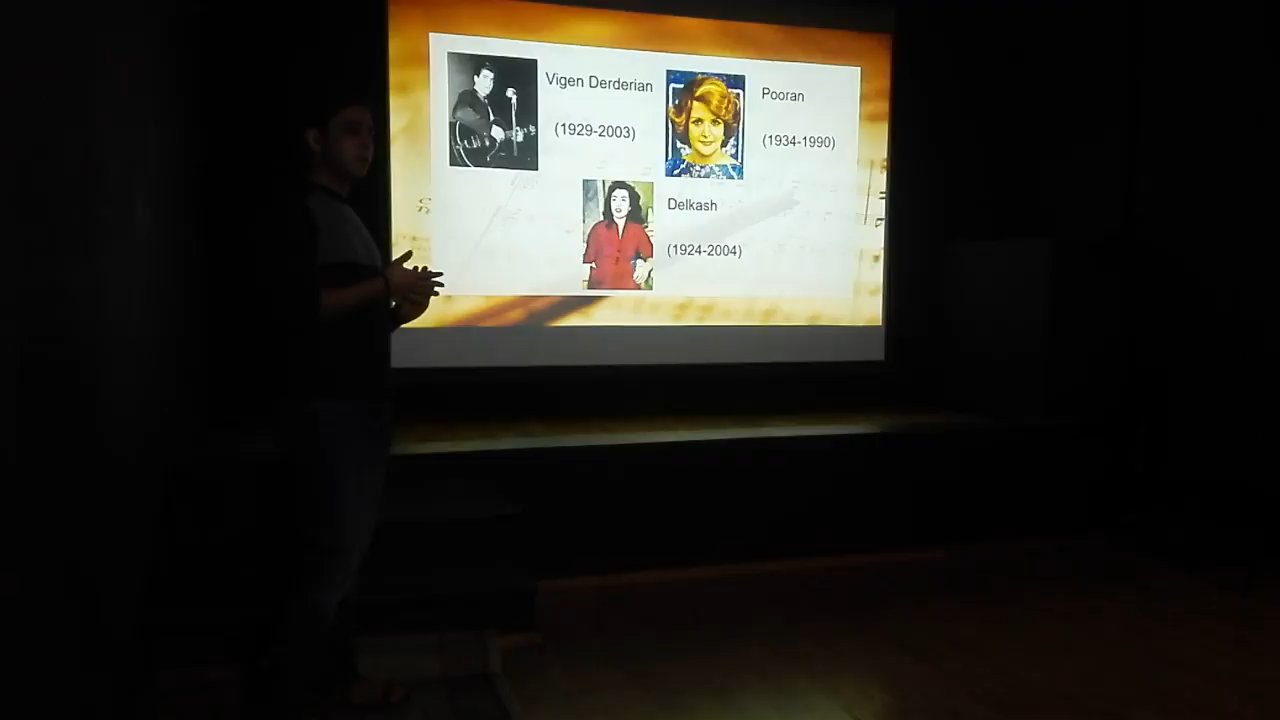 Vigen Derderian
(1929-2003)
Pooran
(1934-1990)
Delkash
(1924-2004)